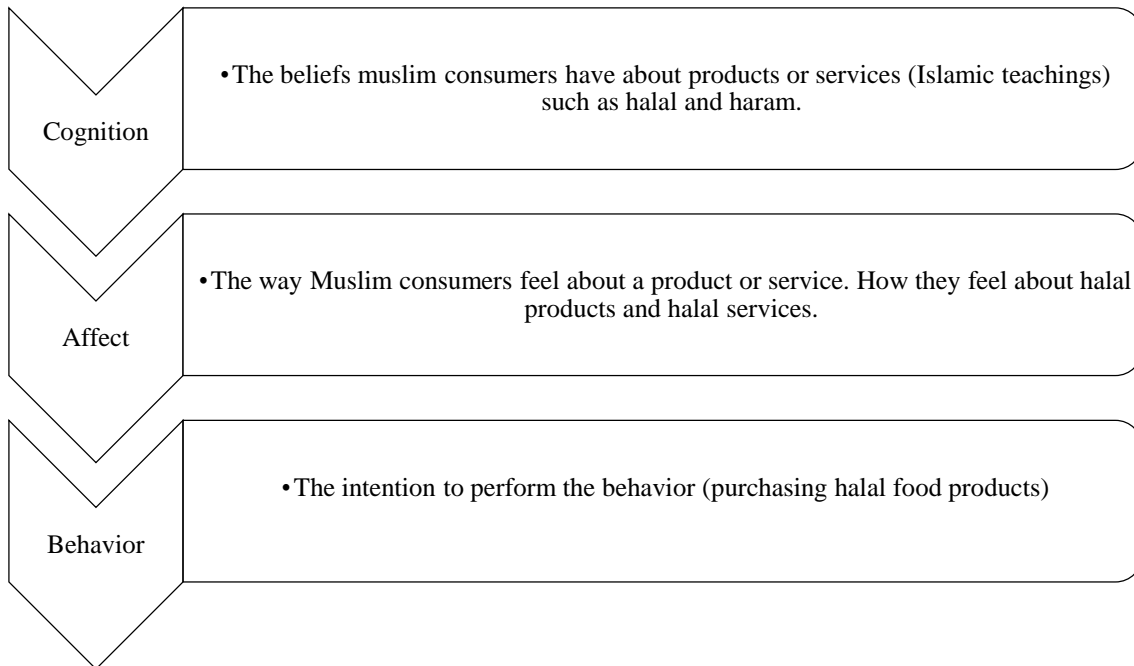 Cognition
•The beliefs muslim consumers have about products or services (Islamic teachings)
such as halal and haram.
Affect
•The way Muslim consumers feel about a product or service. How they feel about halal
products and halal services.
Behavior
•The intention to perform the behavior (purchasing halal food products)